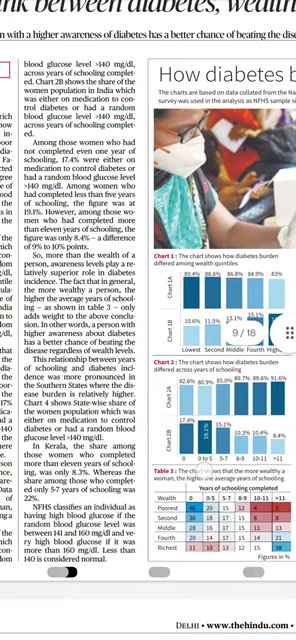 nk between diabetes, wealth
n with a higher awareness of diabetes has a better chance of beating the dise
blood glucose level >140 mg/dl,
across years of schooling complet-
ed. Chart 2B shows the share of the
women population in India which
was either on medication to con-
trol diabetes or had a random
blood glucose level >140 mg/dl,
across years of schooling complet-
ed.
Among those women who had
not completed even one year of
schooling, 17.4% were either on
medication to control diabetes or
had a random blood glucose level
>140 mg/dl. Among women who
had completed less than five years
of schooling, the figure was at
19.1%. However, among those wo-
men who had completed more
than eleven years of schooling, the
figure was only 8.4% – a difference
of 9% to 10% points.
So, more than the wealth of a
person, awareness levels play a re-
latively superior role in diabetes
incidence. The fact that in general,
the more wealthy a person, the
higher the average years of school-
ing – as shown in table 3 – only
adds weight to the above conclu-
sion. In other words, a person with
higher awareness about diabetes
has a better chance of beating the
disease regardless of wealth levels.
This relationship between years
of schooling and diabetes inci-
dence was more pronounced in
the Southern States where the dis-
ease burden is relatively higher.
Chart 4 shows State-wise share of
the women population which was
either on medication to control
diabetes or had a random blood
glucose level >140 mg/dl.
In Kerala, the share among
those women who completed
more than eleven years of school-
ing, was only 8.3%. Whereas the
share among those who complet-
ed only 5-7 years of schooling was
22%.
NFHS classifies an individual as
having high blood glucose if the
random blood glucose level was
between 141 and 160 mg/dl and ve-
ry high blood glucose if it was
more than 160 mg/dl. Less than
140 is considered normal.
How diabetes b
The charts are based on data collated from the Na
survey was used in the analysis as NFHS sample si
Chart 1 : The chart shows how diabetes burden
differed among wealth quintiles
Chart 1A
89.4% 88.6% 86.8% 84.9% 83%
Chart 1B
10.6% 11.5% 13.1% 15.1%
9 / 18
Lowest Second Middle Fourth High
Chart 2 : The chart shows how diabetes burden
differed across years of schooling
Chart 2A
82.6% 80.9% 85.0% 89.7% 89.6% 91.6%
Chart 2B
17.4% 19.1% 15.1% 10.3% 10.4% 8.4%
0 0 to 5 5-7 8-9 10-11 >11
Table 3 : The chart shows that the more wealthy a
woman, the higher the average years of schooling
Years of schooling completed
Wealth 0 0-5 5-7 8-9 10-11 >11
Poorest 46 20 15 12 4 3
Second 36 18 17 15 8 8
Middle 28 16 17 15 11 13
Fourth 20 14 17 15 14 21
Richest 11 10 13 12 15 38
Figures in %
DELHI • www.thehindu.com •